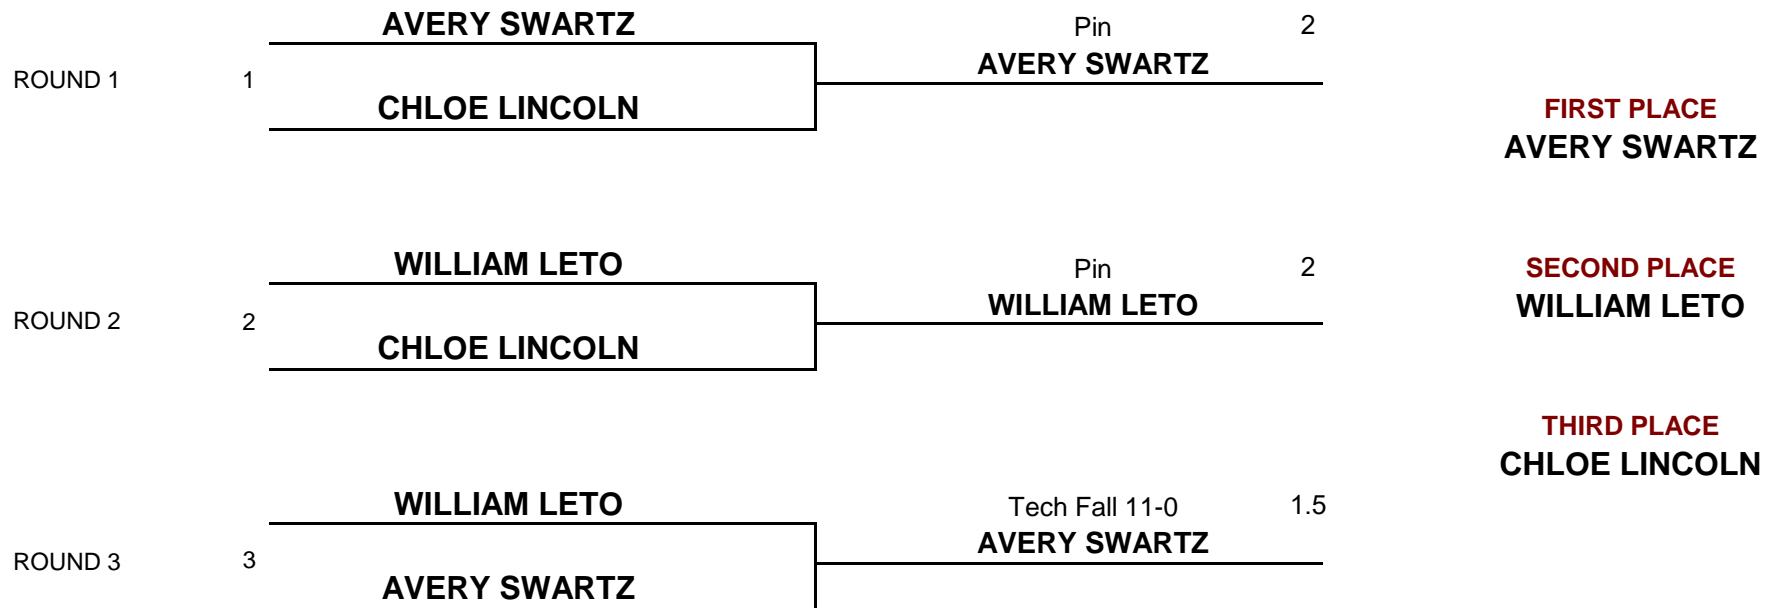 AVERY SWARTZ
Pin 2
AVERY SWARTZ
ROUND 1 1
CHLOE LINCOLN
FIRST PLACE
AVERY SWARTZ
WILLIAM LETO
Pin 2
SECOND PLACE
WILLIAM LETO
WILLIAM LETO
ROUND 2 2
CHLOE LINCOLN
THIRD PLACE
CHLOE LINCOLN
WILLIAM LETO
Tech Fall 11-0 1.5
AVERY SWARTZ
ROUND 3 3
AVERY SWARTZ